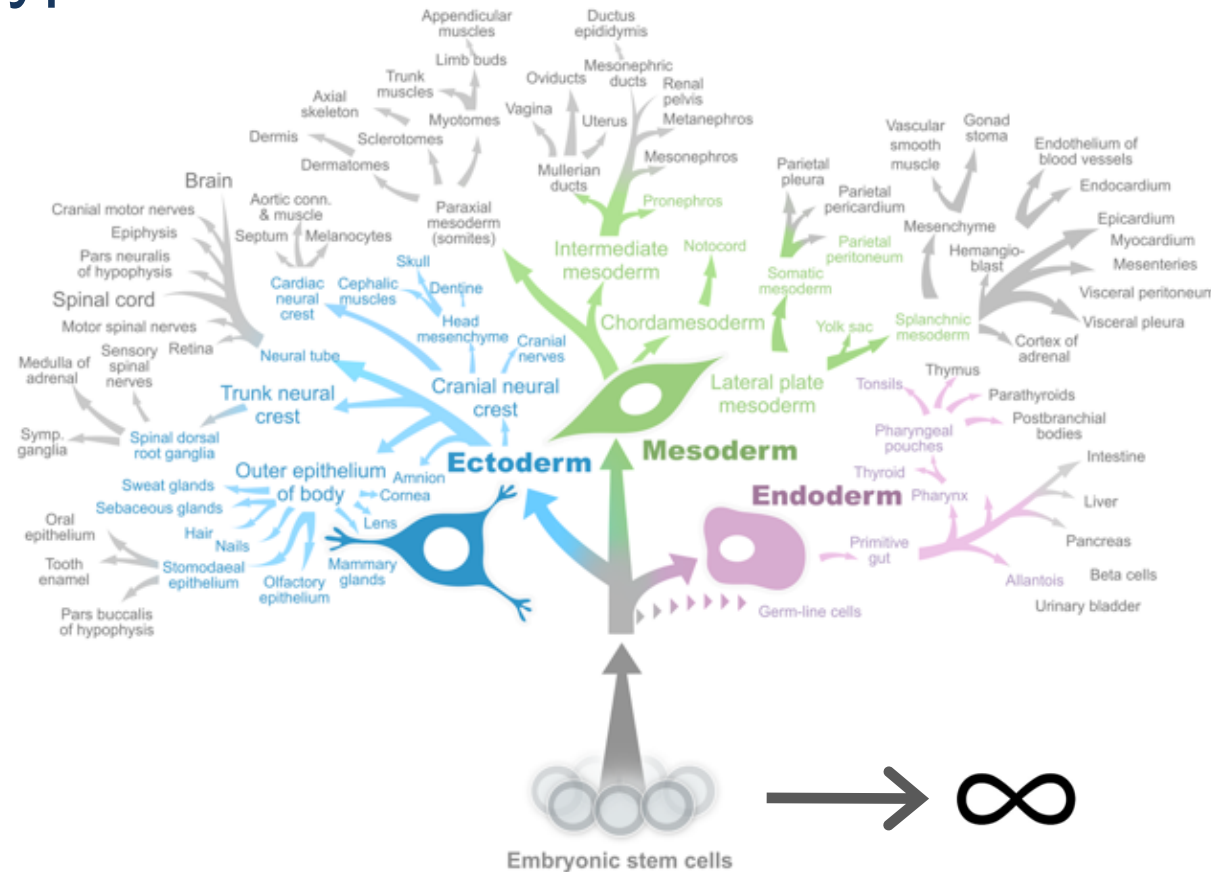 Appendicular
muscles
Limb buds
Trunk
muscles
Axial
skeleton
Myotomes
Sclerotomes
Dermis
Dermatomes
Paraxial
mesoderm
(somites)
Ductus
epididymis
Mesonephric
ducts
Oviducts
Renal
pelvis
Vagina
Uterus
Metanephros
Mesonephros
Mullerian
ducts
Pronephros
Intermediate
mesoderm
Notocord
Chordamesoderm
Parietal
pleura
Parietal
pericardium
Parietal
peritoneum
Somatic
mesoderm
Lateral plate
mesoderm
Yolk sac
Splanchnic
mesoderm
Vascular
smooth
muscle
Gonad
stoma
Mesenchyme
Hemangio-
blast
Endothelium of
blood vessels
Endocardium
Epicardium
Myocardium
Mesenteries
Visceral peritoneum
Visceral pleura
Cortex of
adrenal
Brain
Cranial motor nerves
Epiphysis
Pars neuralis
of hypophysis
Spinal cord
Motor spinal nerves
Retina
Neural tube
Aortic conn.
& muscle
Septum
Melanocytes
Cardiac
neural
crest
Cephalic
muscles
Skull
Dentine
Head
mesenchyme
Cranial
nerves
Cranial neural
crest
Medulla of
adrenal
Sensory
spinal
nerves
Symp.
ganglia
Spinal dorsal
root ganglia
Trunk neural
crest
Outer epithelium
of body
Amnion
Cornea
Lens
Mammary
glands
Sweat glands
Sebaceous glands
Hair
Nails
Olfactory
epithelium
Stomodaeal
epithelium
Oral
epithelium
Tooth
enamel
Pars buccalis
of hypophysis
Ectoderm
Mesoderm
Endoderm
Tonsils
Thymus
Parathyroids
Postbranchial
bodies
Pharyngeal
pouches
Thyroid
Pharynx
Intestine
Liver
Pancreas
Beta cells
Urinary bladder
Allantois
Primitive
gut
Germ-line cells
Embryonic stem cells
∞